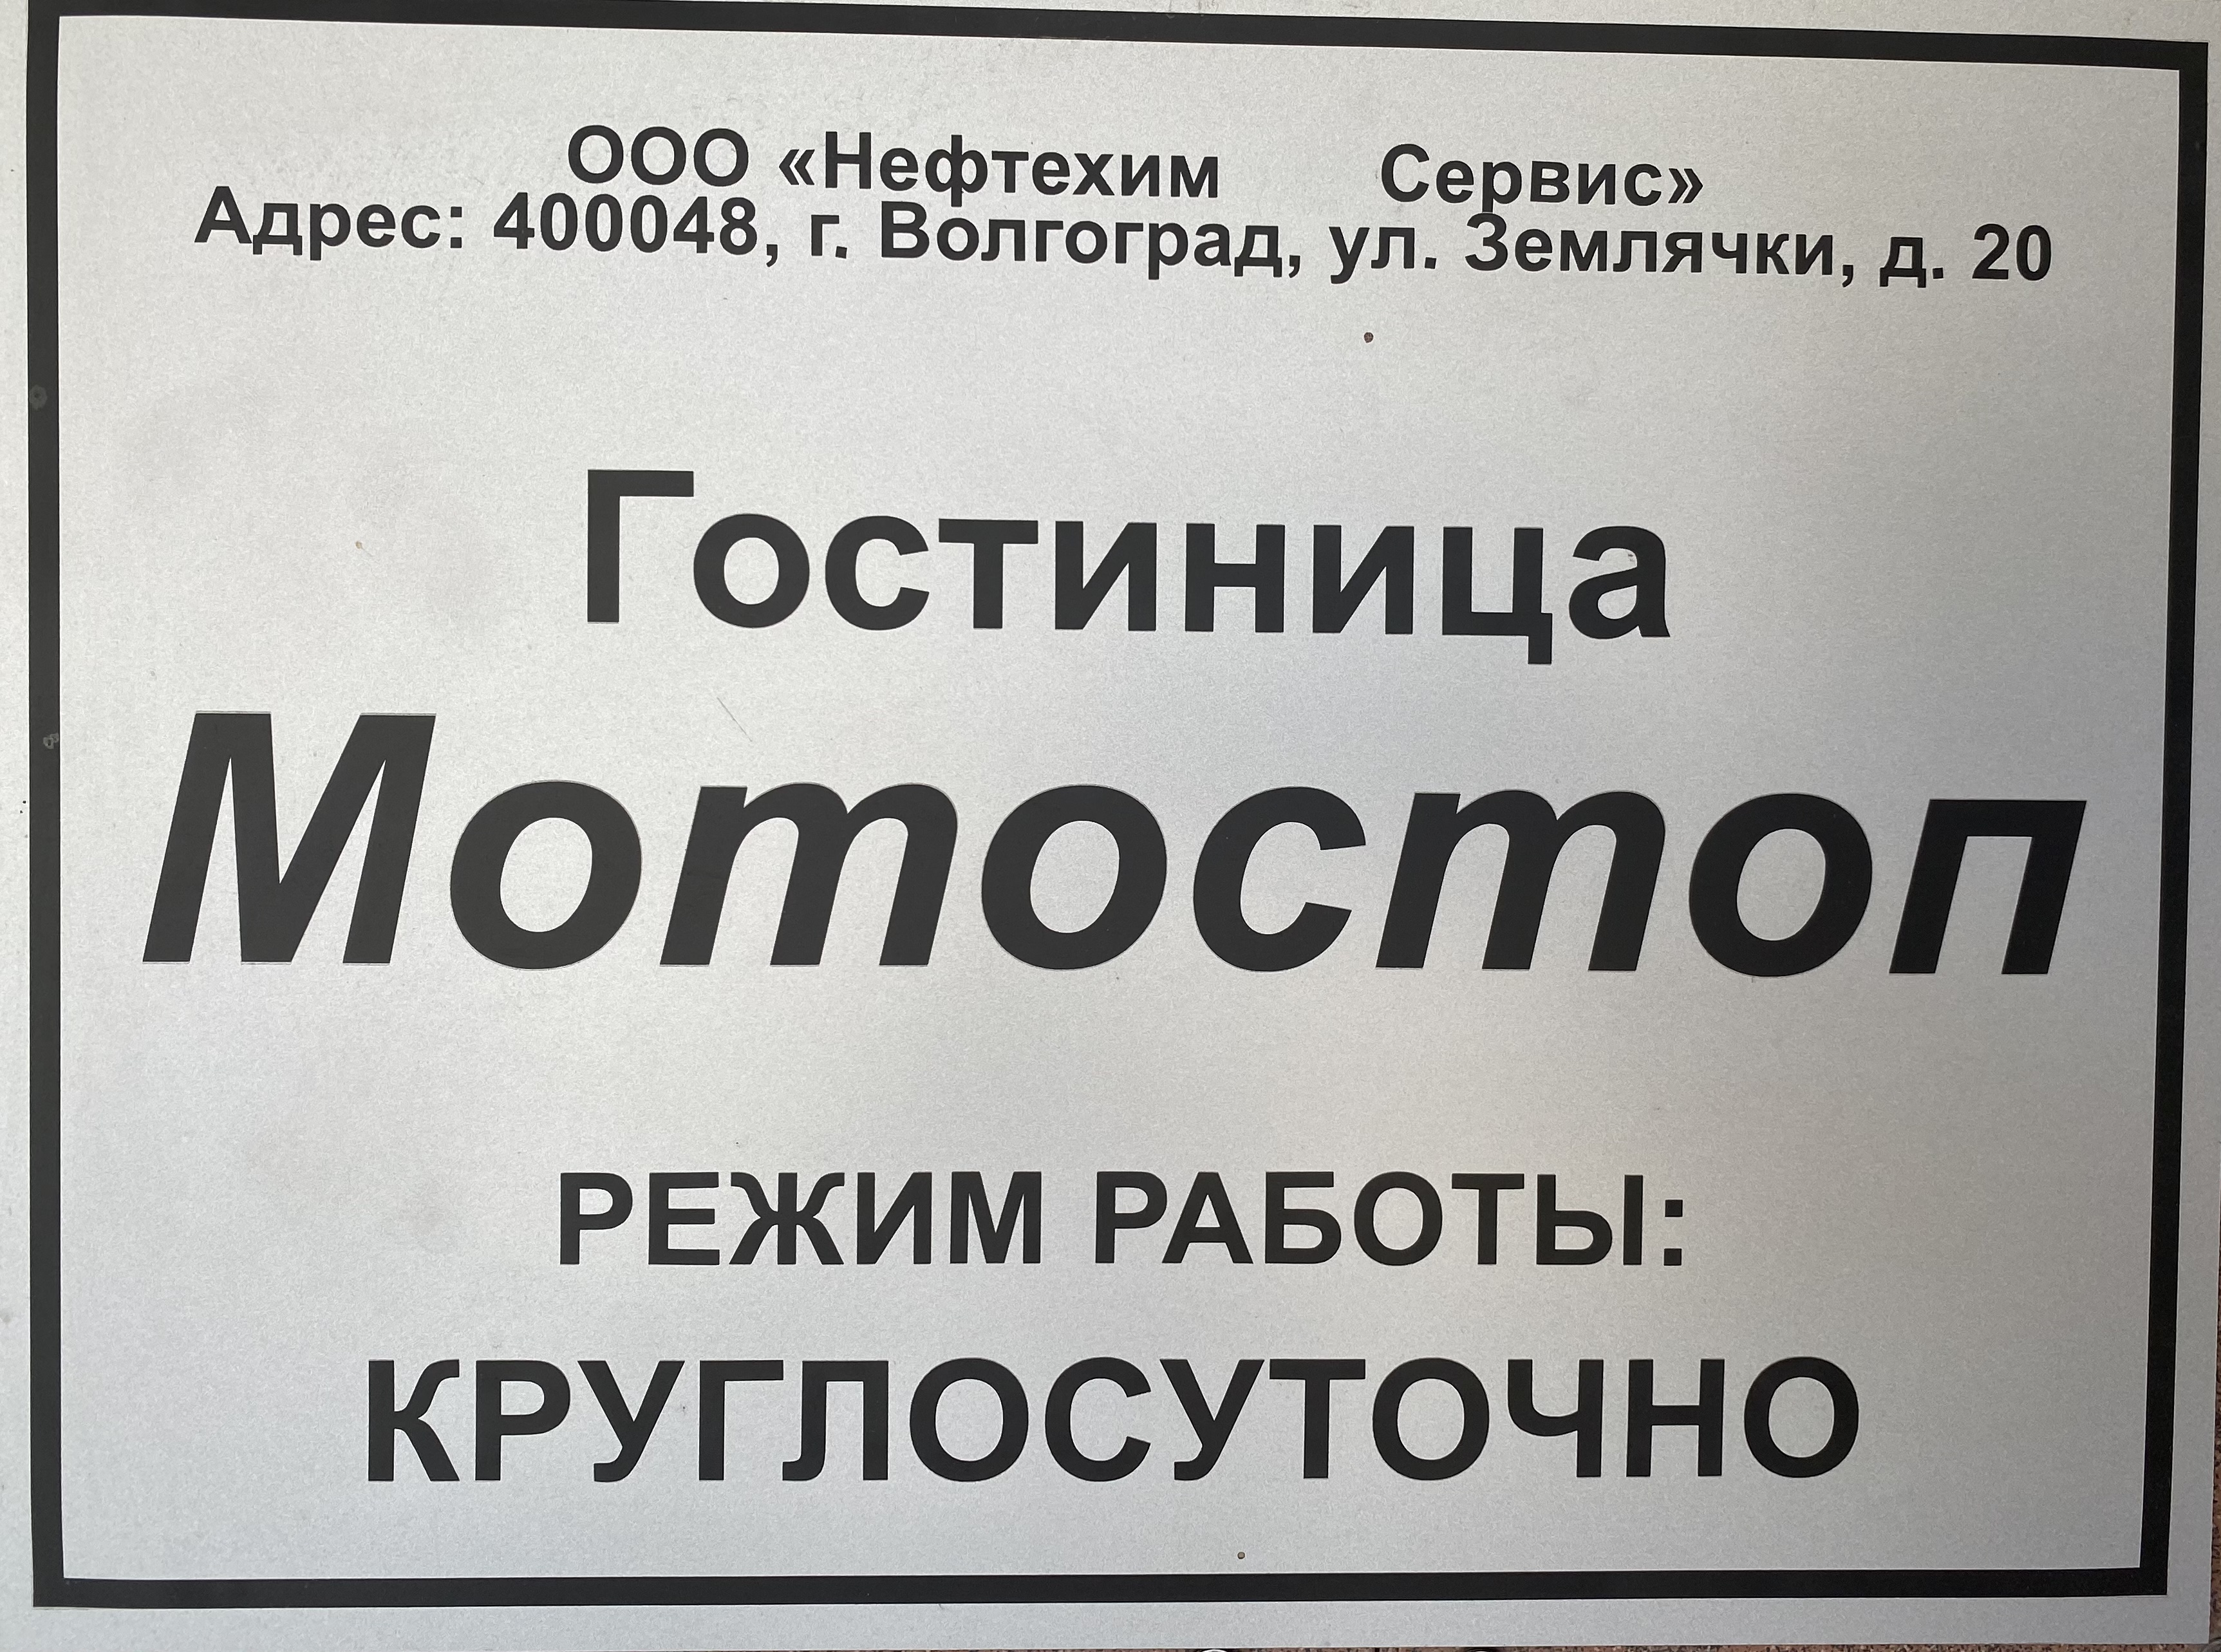 ООО «Нефтехим Сервис»
Адрес: 400048, г. Волгоград, ул. Землячки, д. 20
Гостиница
Мотостоп
РЕЖИМ РАБОТЫ:
КРУГЛОСУТОЧНО